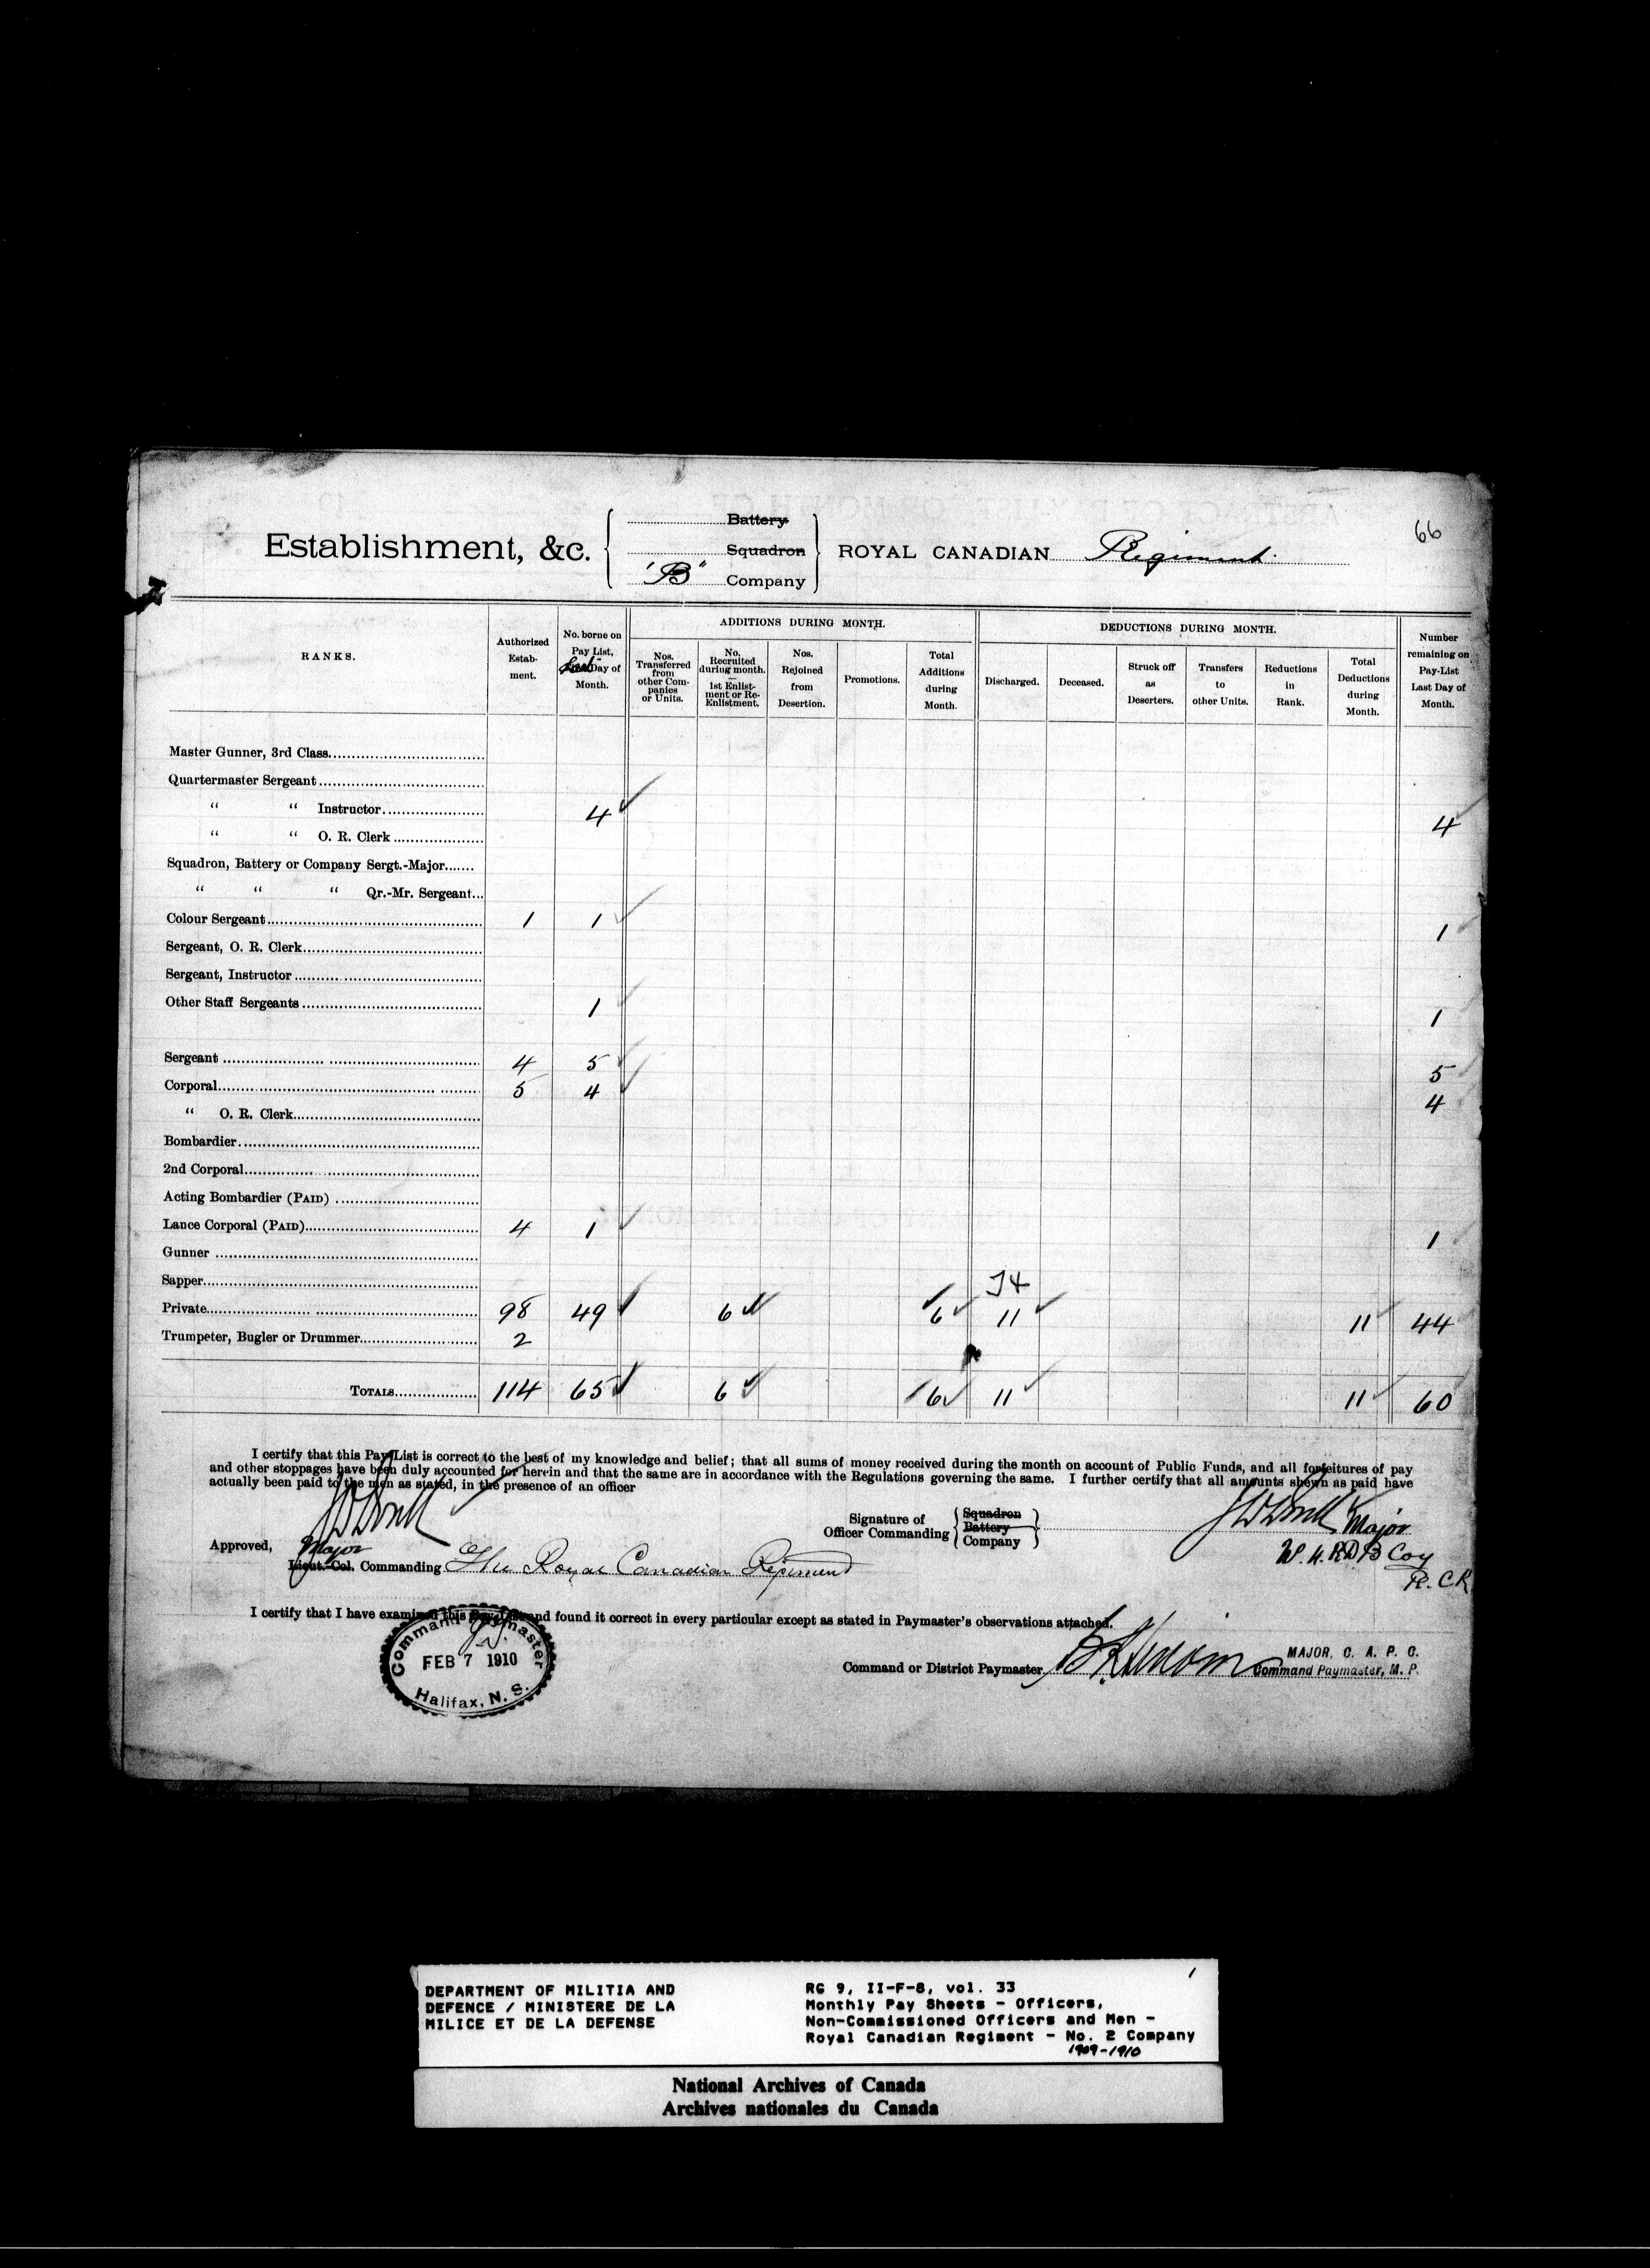 66
Battery
Establishment, &c. Squadron ROYAL CANADIAN Regiment
"B" Company
RANKS.
Authorized Estab- ment.
No. borne on Pay List, Day of Month.
ADDITIONS DURING MONTH.
Nos. Transferred from other Com- panies or Units.
No. Recruited during month. — 1st Enlist- ment or Re- Enlistment.
Nos. Rejoined from Desertion.
Promotions.
Total Additions during Month.
DEDUCTIONS DURING MONTH.
Discharged.
Deceased.
Struck off as Deserters.
Transfers to other Units.
Reductions in Rank.
Total Deductions during Month.
Number remaining on Pay-List Last Day of Month.
Master Gunner, 3rd Class
Quartermaster Sergeant
" " Instructor 4 4
" " O. R. Clerk
Squadron, Battery or Company Sergt.-Major
" " " Qr.-Mr. Sergeant
Colour Sergeant 1 1 1
Sergeant, O. R. Clerk
Sergeant, Instructor
Other Staff Sergeants 1 1
Sergeant 4 5 5
Corporal 5 4 4
" O. R. Clerk
Bombardier
2nd Corporal
Acting Bombardier (PAID)
Lance Corporal (PAID) 4 1 1
Gunner
Sapper
Private 98 49 6 6 11 11 44
Trumpeter, Bugler or Drummer 2
TOTALS 114 65 6 6 11 11 60
I certify that this Pay List is correct to the best of my knowledge and belief; that all sums of money received during the month on account of Public Funds, and all forfeitures of pay
and other stoppages have been duly accounted for herein and that the same are in accordance with the Regulations governing the same. I further certify that all amounts shewn as paid have
actually been paid to the men as stated, in the presence of an officer
Signature of Officer Commanding
Squadron
Battery
Company
Major
B Coy
R. C. R
Approved,
Major
Lieut.-Col. Commanding The Royal Canadian Regiment
I certify that I have examined this Pay List and found it correct in every particular except as stated in Paymaster's observations attached.
Command Paymaster
FEB 7 1910
Halifax, N. S.
Command or District Paymaster
MAJOR, C. A. P. C.
Command Paymaster, M. P.
1
DEPARTMENT OF MILITIA AND
DEFENCE / MINISTERE DE LA
MILICE ET DE LA DEFENSE
RG 9, II-F-8, vol. 33
Monthly Pay Sheets - Officers,
Non-Commissioned Officers and Men -
Royal Canadian Regiment - No. 2 Company
1909-1910
National Archives of Canada
Archives nationales du Canada